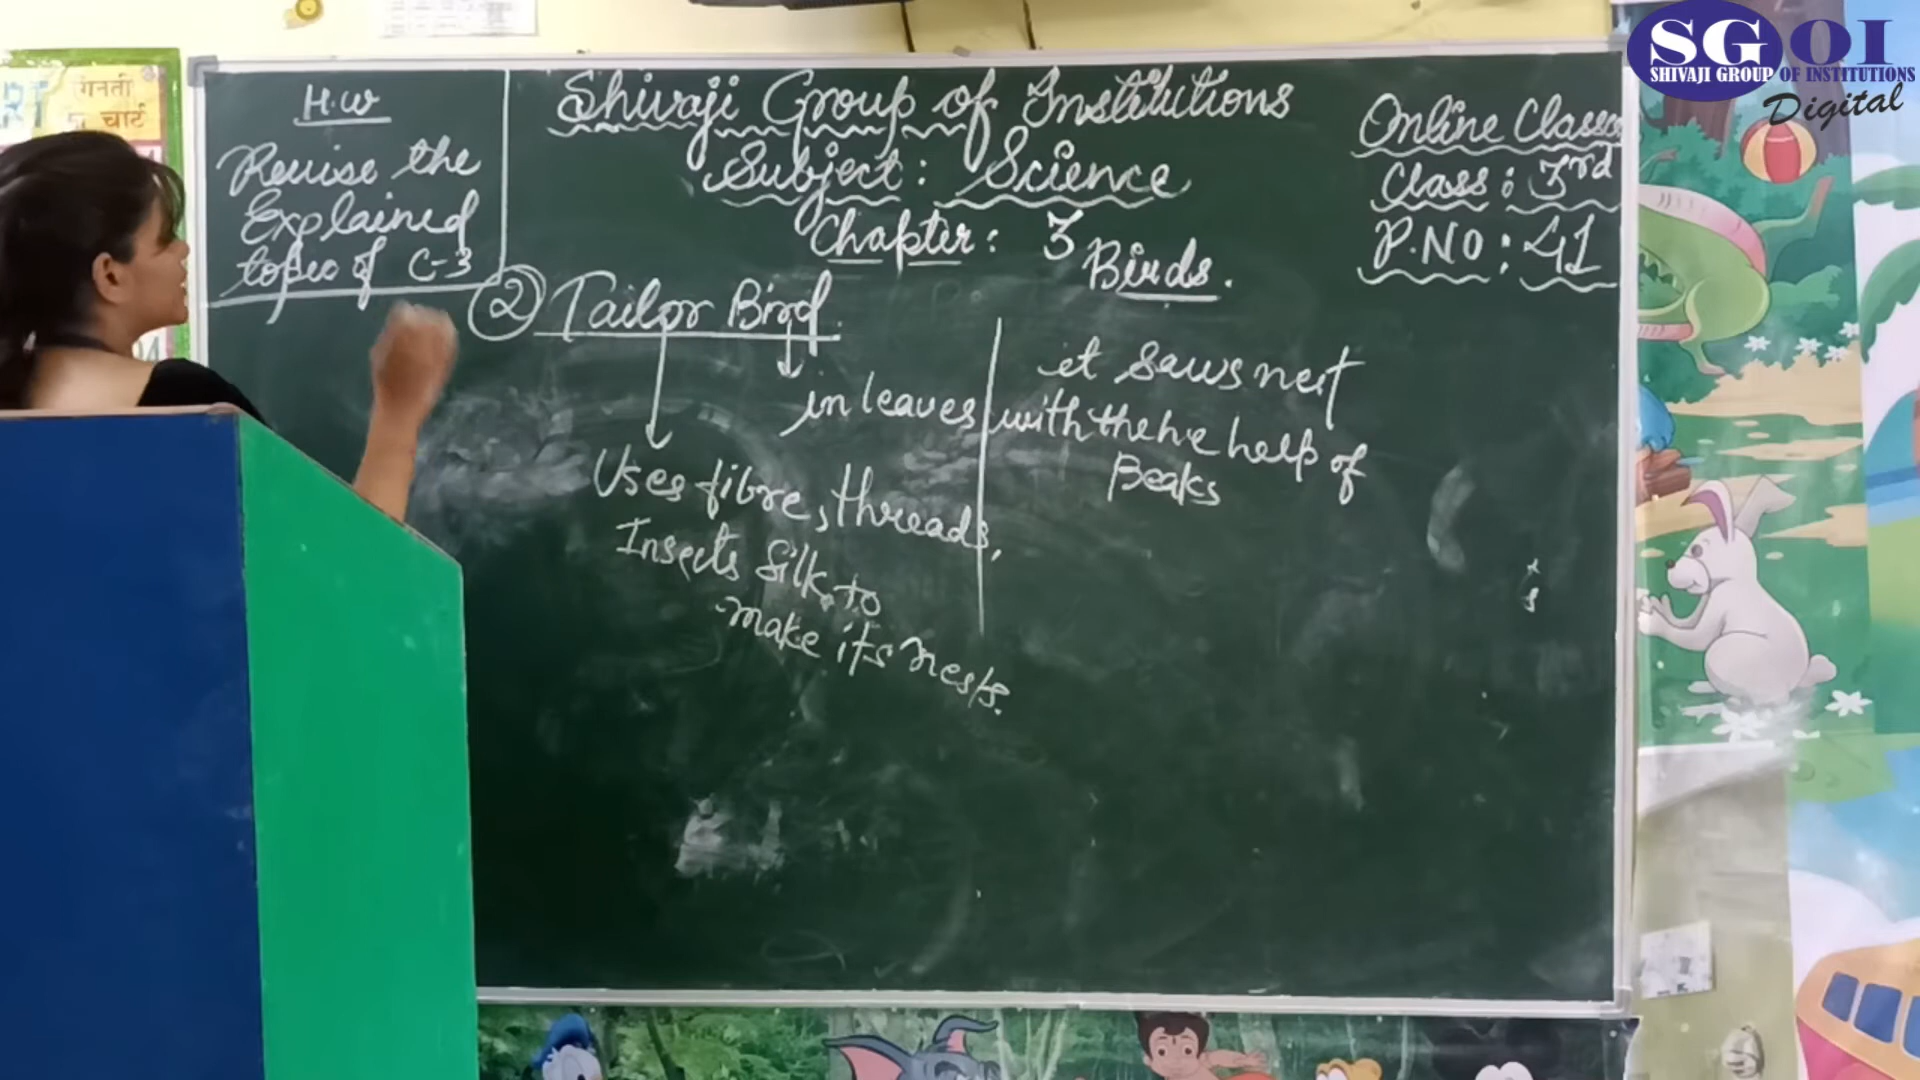 गनती
चार्ट
H.W
Revise the
Explained
topic of C-3
Shivaji Group of Institutions
Subject: Science
Chapter: 3
Birds.
Online Classes
Class: 3rd
P.NO: 41
② Tailor Bird.
in leaves
Uses fibre, threads,
Insects Silk to
make its nests.
it saws nest
with the help of
Beaks
SGOI
SHIVAJI GROUP OF INSTITUTIONS
Digital